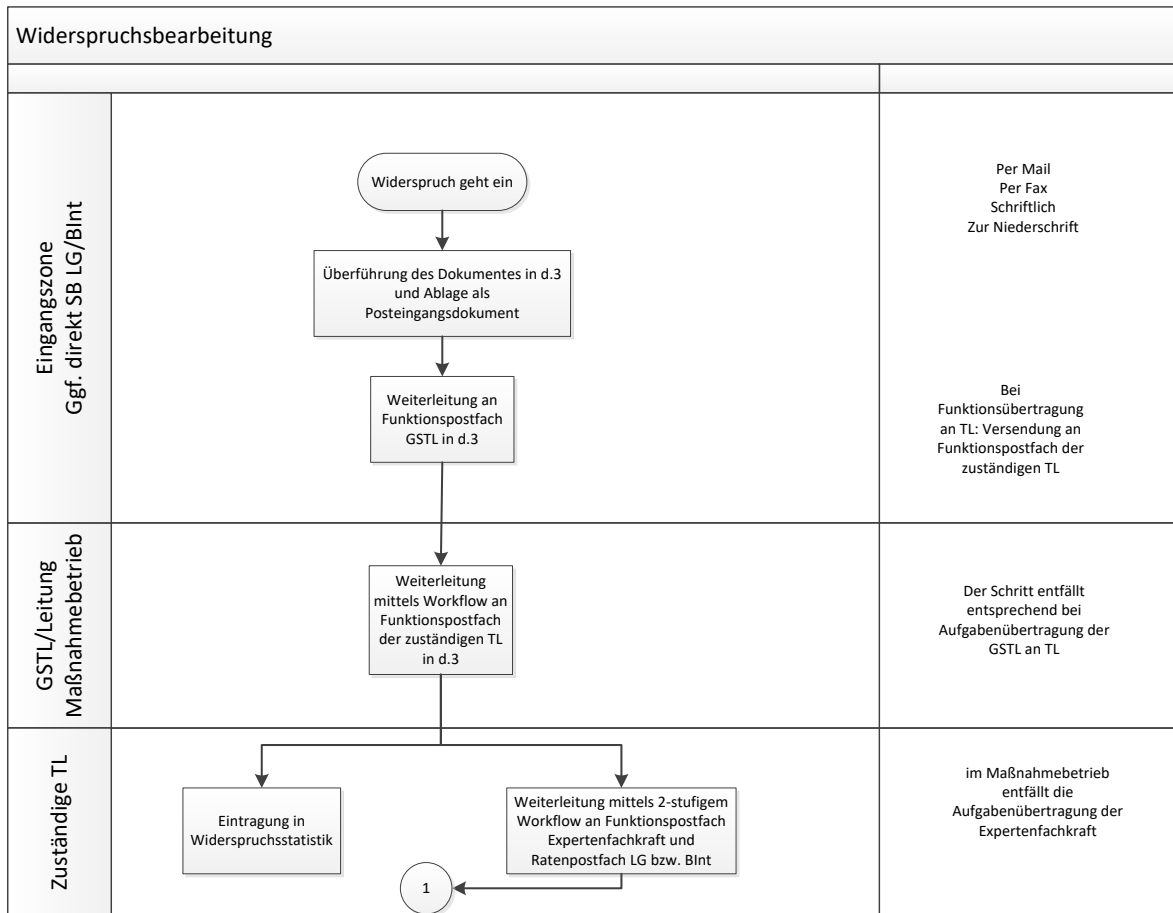 Widerspruchsbearbeitung
Eingangszone
Ggf. direkt SB LG/BInt
Widerspruch geht ein
Per Mail
Per Fax
Schriftlich
Zur Niederschrift
Überführung des Dokumentes in d.3
und Ablage als
Posteingangsdokument
Weiterleitung an
Funktionspostfach
GSTL in d.3
Bei
Funktionsübertragung
an TL: Versendung an
Funktionspostfach der
zuständigen TL
GSTL/Leitung
Maßnahmebetrieb
Weiterleitung
mittels Workflow an
Funktionspostfach
der zuständigen TL
in d.3
Der Schritt entfällt
entsprechend bei
Aufgabenübertragung der
GSTL an TL
Zuständige TL
Eintragung in
Widerspruchsstatistik
Weiterleitung mittels 2-stufigem
Workflow an Funktionspostfach
Expertenfachkraft und
Ratenpostfach LG bzw. BInt
im Maßnahmebetrieb
entfällt die
Aufgabenübertragung der
Expertenfachkraft
1